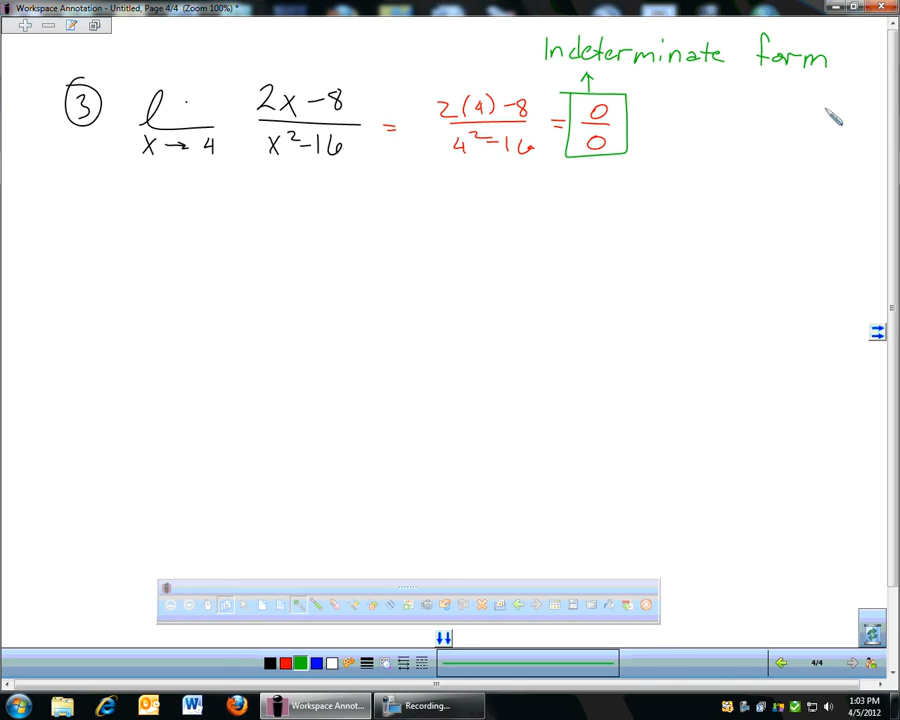 Workspace Annotation - Untitled, Page 4/4 (Zoom 100%) *
Indeterminate form
③ x → 4 2x - 8 / x² - 16 = 2(4) - 8 / 4² - 16 = 0 / 0
4/4
Workspace Annot...
Recording...
1:03 PM
4/5/2012